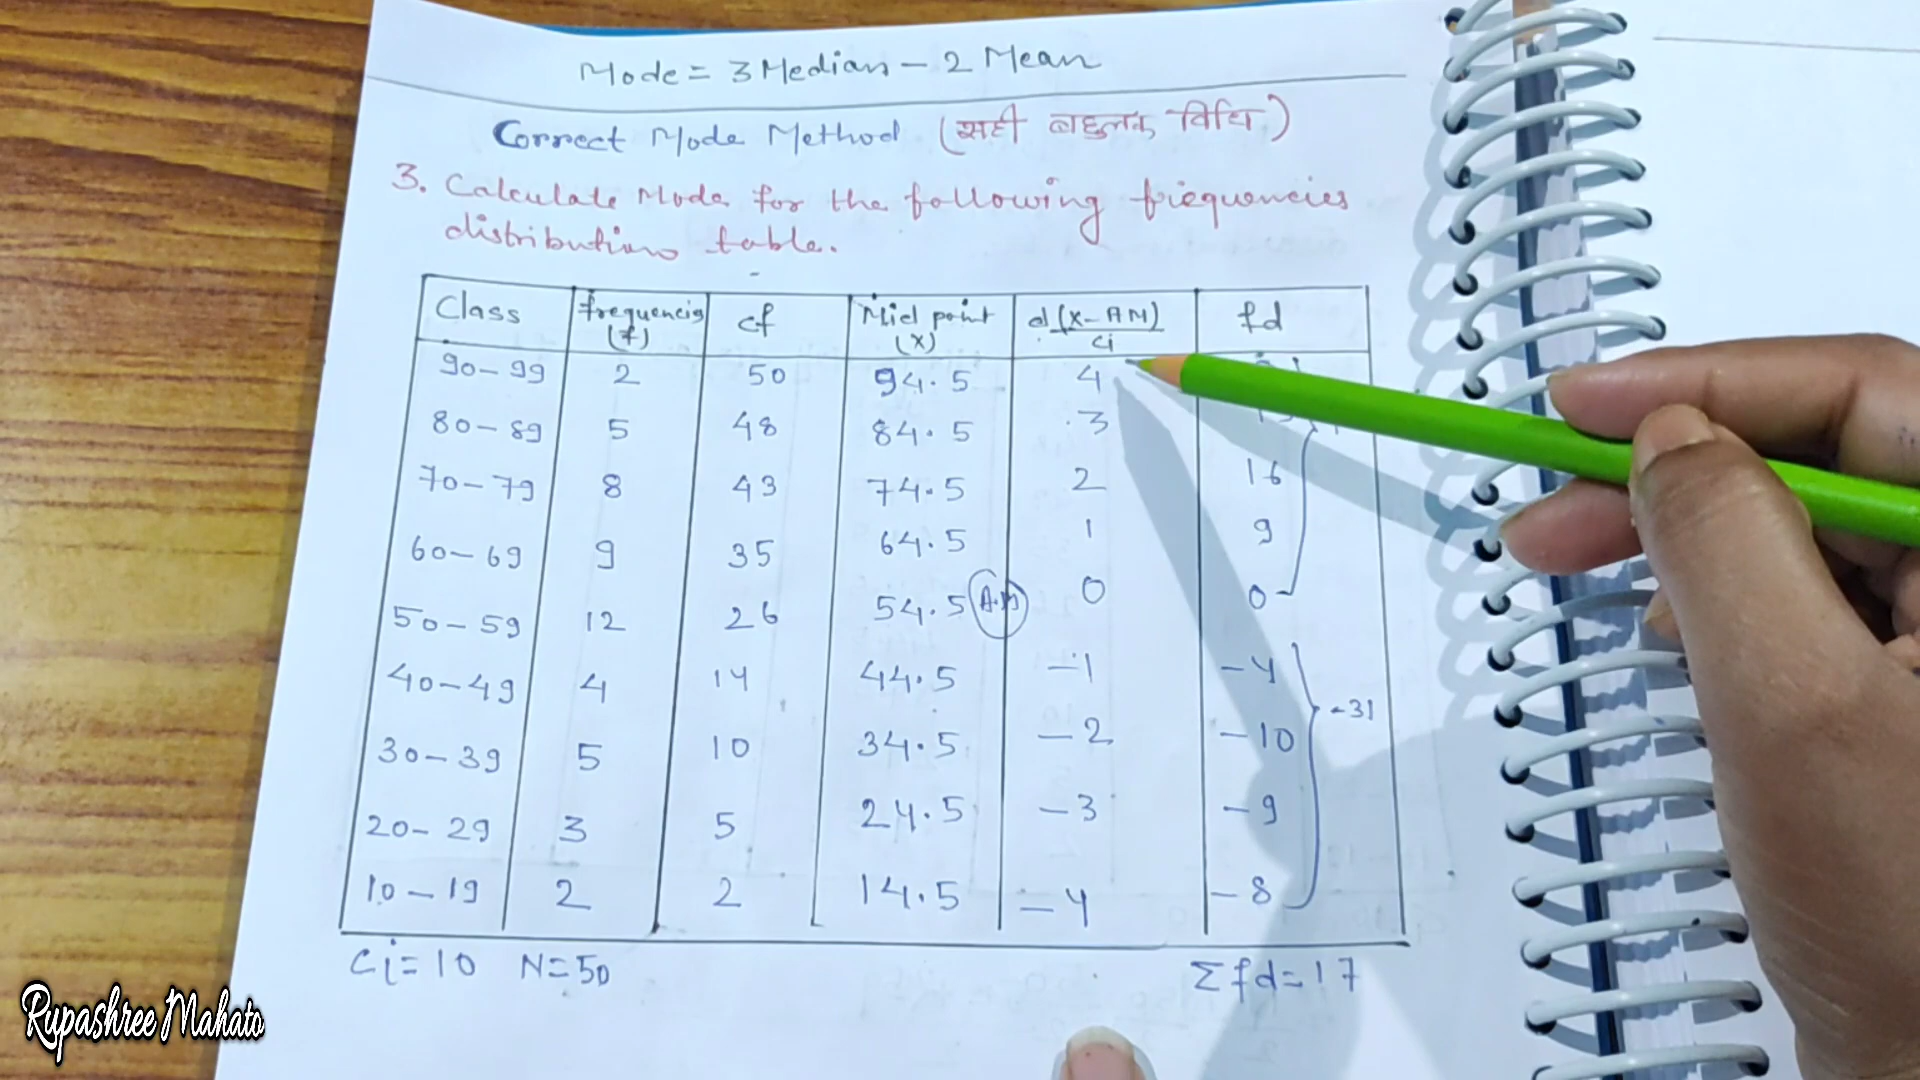 Mode = 3 Median - 2 Mean
Correct Mode Method (सही बहुलक विधि)
3. Calculate Mode for the following friequencies
distribution table.
Class frequencies (f) cf Mid point (X) d (X - AM) / ci fd
90-99 2 50 94.5 4
80-89 5 48 84.5 3
70-79 8 43 74.5 2 16
60-69 9 35 64.5 1 9
50-59 12 26 54.5 A.M 0 0
40-49 4 14 44.5 -1 -4
30-39 5 10 34.5 -2 -10
-31
20-29 3 5 24.5 -3 -9
10-19 2 2 14.5 -4 -8
Ci = 10 N = 50 Σfd = 17
Rupashree Mahato